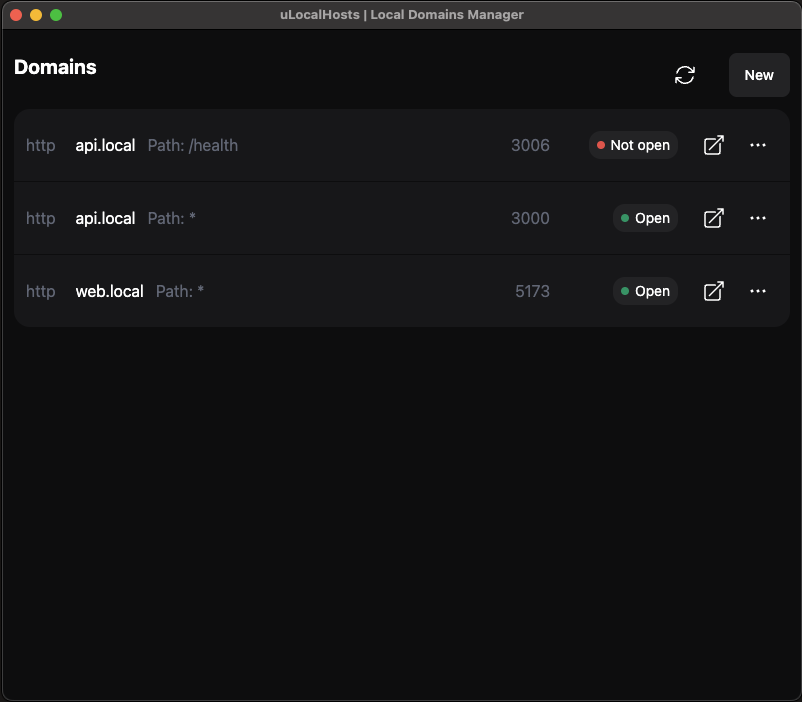 uLocalHosts | Local Domains Manager
Domains
New
http api.local Path: /health 3006 Not open
http api.local Path: * 3000 Open
http web.local Path: * 5173 Open